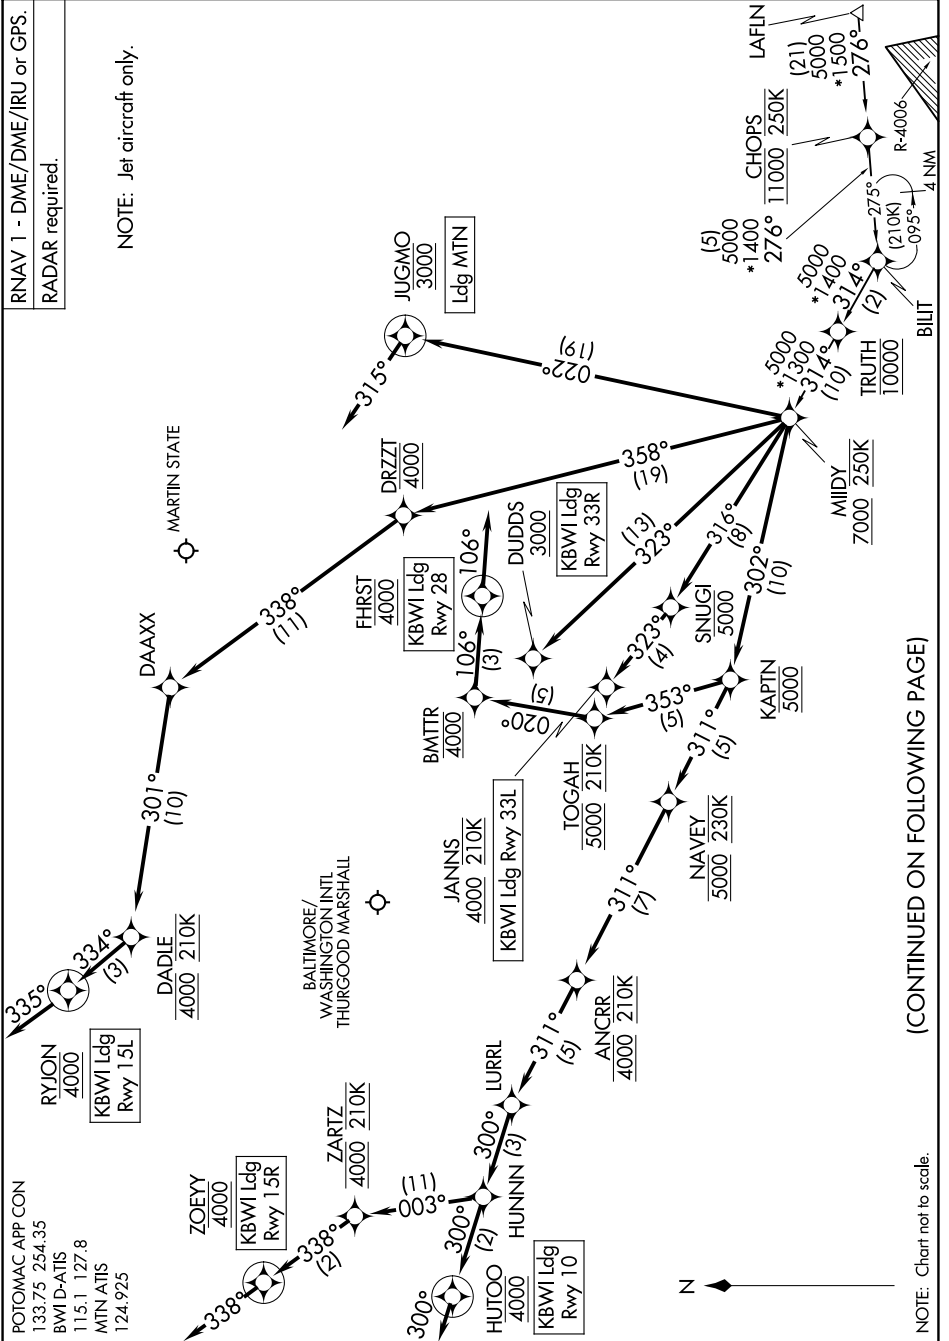 RNAV 1 - DME/DME/IRU or GPS.
RADAR required.
NOTE: Jet aircraft only.
POTOMAC APP CON
133.75 254.35
BWI D-ATIS
115.1 127.8
MTN ATIS
124.925
RYJON
4000
KBWI Ldg
Rwy 15L
335°
334°
(3)
DADLE
4000 210K
301°
(10)
DAAXX
338°
(11)
MARTIN STATE
DRZZT
4000
JUGMO
3000
Ldg MTN
315°
022°
(19)
358°
(19)
ZOEYY
4000
KBWI Ldg
Rwy 15R
338°
338°
(2)
ZARTZ
4000 210K
003°
(11)
BALTIMORE/
WASHINGTON INTL
THURGOOD MARSHALL
FHRST
4000
KBWI Ldg
Rwy 28
106°
106°
(3)
BMTTR
4000
020°
(5)
DUDDS
3000
KBWI Ldg
Rwy 33R
(13)
323°
JANNS
4000 210K
KBWI Ldg Rwy 33L
323°
(4)
SNUGI
5000
316°
(8)
TOGAH
5000 210K
353°
(5)
KAPTN
5000
302°
(10)
311°
(5)
NAVEY
5000 230K
311°
(7)
ANCRR
4000 210K
311°
(5)
LURRL
300°
(3)
HUNNN
300°
(2)
300°
HUTOO
4000
KBWI Ldg
Rwy 10
MIIDY
7000 250K
5000
*1300
314°
(10)
TRUTH
10000
5000
*1400
314°
(2)
BILIT
275°
(210K)
095°
4 NM
(5)
5000
*1400
276°
CHOPS
11000 250K
LAFLN
(21)
5000
*1500
276°
R-4006
N
NOTE: Chart not to scale.
(CONTINUED ON FOLLOWING PAGE)